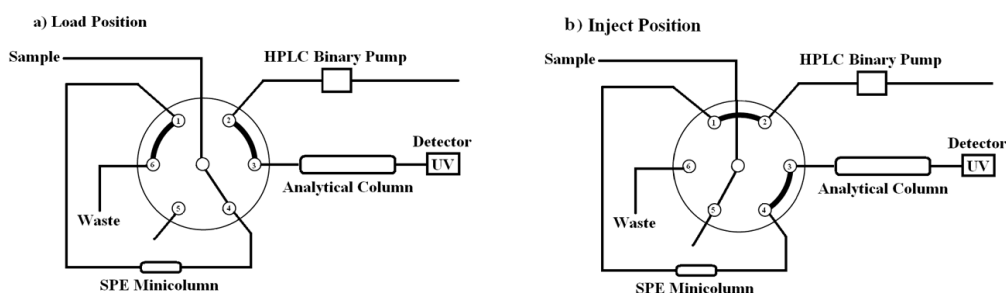 a) Load Position
Sample
HPLC Binary Pump
1
2
6
3
Detector
UV
Analytical Column
Waste
5
4
SPE Minicolumn
b) Inject Position
Sample
HPLC Binary Pump
1
2
6
3
Detector
UV
Analytical Column
Waste
5
4
SPE Minicolumn